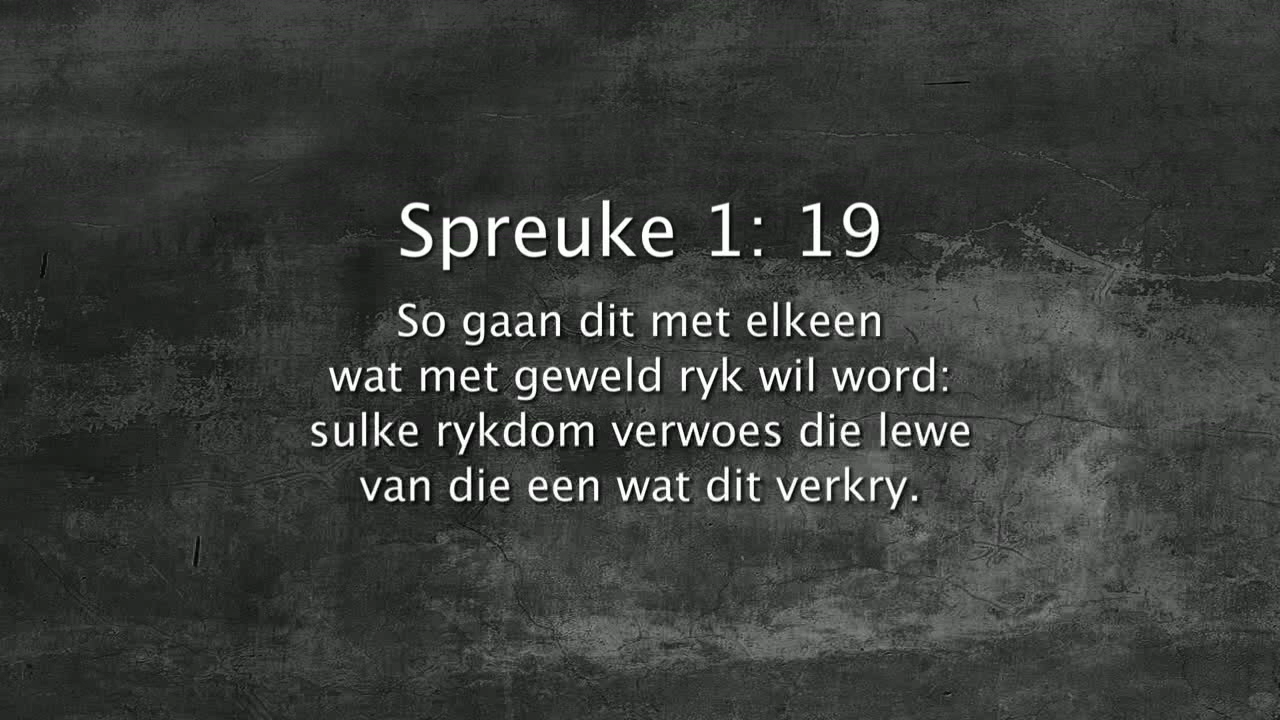 Spreuke 1: 19
So gaan dit met elkeen
wat met geweld ryk wil word:
sulke rykdom verwoes die lewe
van die een wat dit verkry.